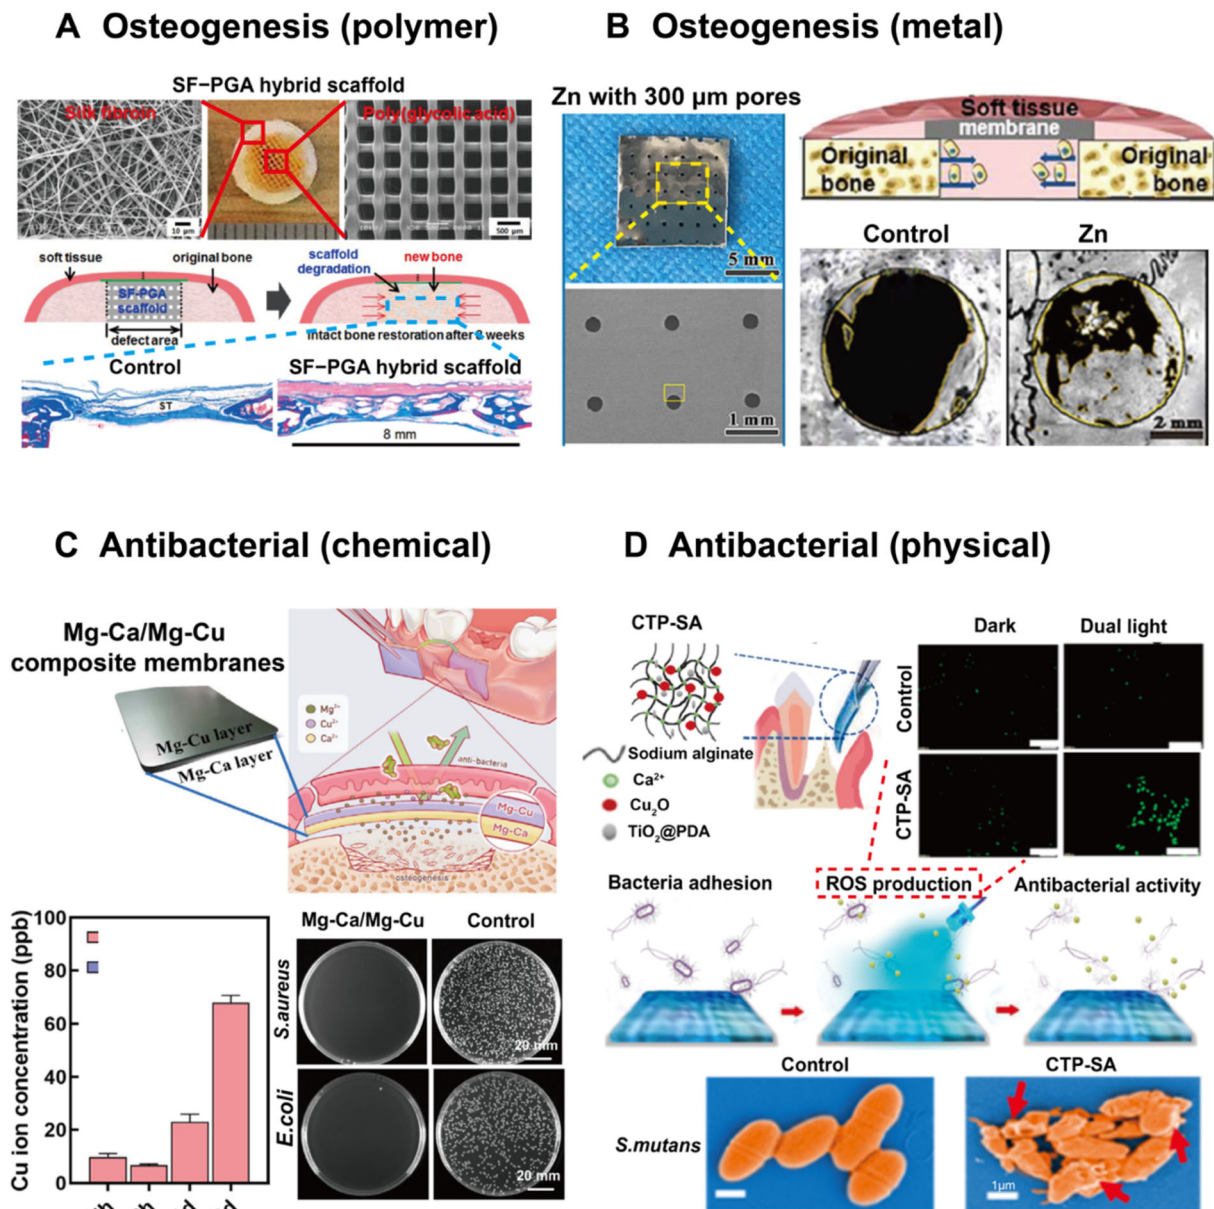 A Osteogenesis (polymer)
SF–PGA hybrid scaffold
Silk fibroin
Poly(glycolic acid)
10 µm
500 µm
soft tissue
original bone
SF-PGA
scaffold
defect area
scaffold
degradation
new bone
intact bone restoration after 8 weeks
Control
SF–PGA hybrid scaffold
ST
8 mm
B Osteogenesis (metal)
Zn with 300 µm pores
5 mm
1 mm
Soft tissue
membrane
Original
bone
Original
bone
Control
Zn
2 mm
C Antibacterial (chemical)
Mg-Ca/Mg-Cu
composite membranes
Mg-Cu layer
Mg-Ca layer
Mg²⁺
Cu²⁺
Ca²⁺
anti-bacteria
Mg-Cu
Mg-Ca
osteogenesis
Cu ion concentration (ppb)
100
80
60
40
20
0
Mg-Ca/Mg-Cu
Control
S.aureus
20 mm
E.coli
20 mm
D Antibacterial (physical)
CTP-SA
Sodium alginate
Ca²⁺
Cu₂O
TiO₂@PDA
Dark
Dual light
Control
CTP-SA
Bacteria adhesion
ROS production
Antibacterial activity
Control
CTP-SA
S.mutans
1µm